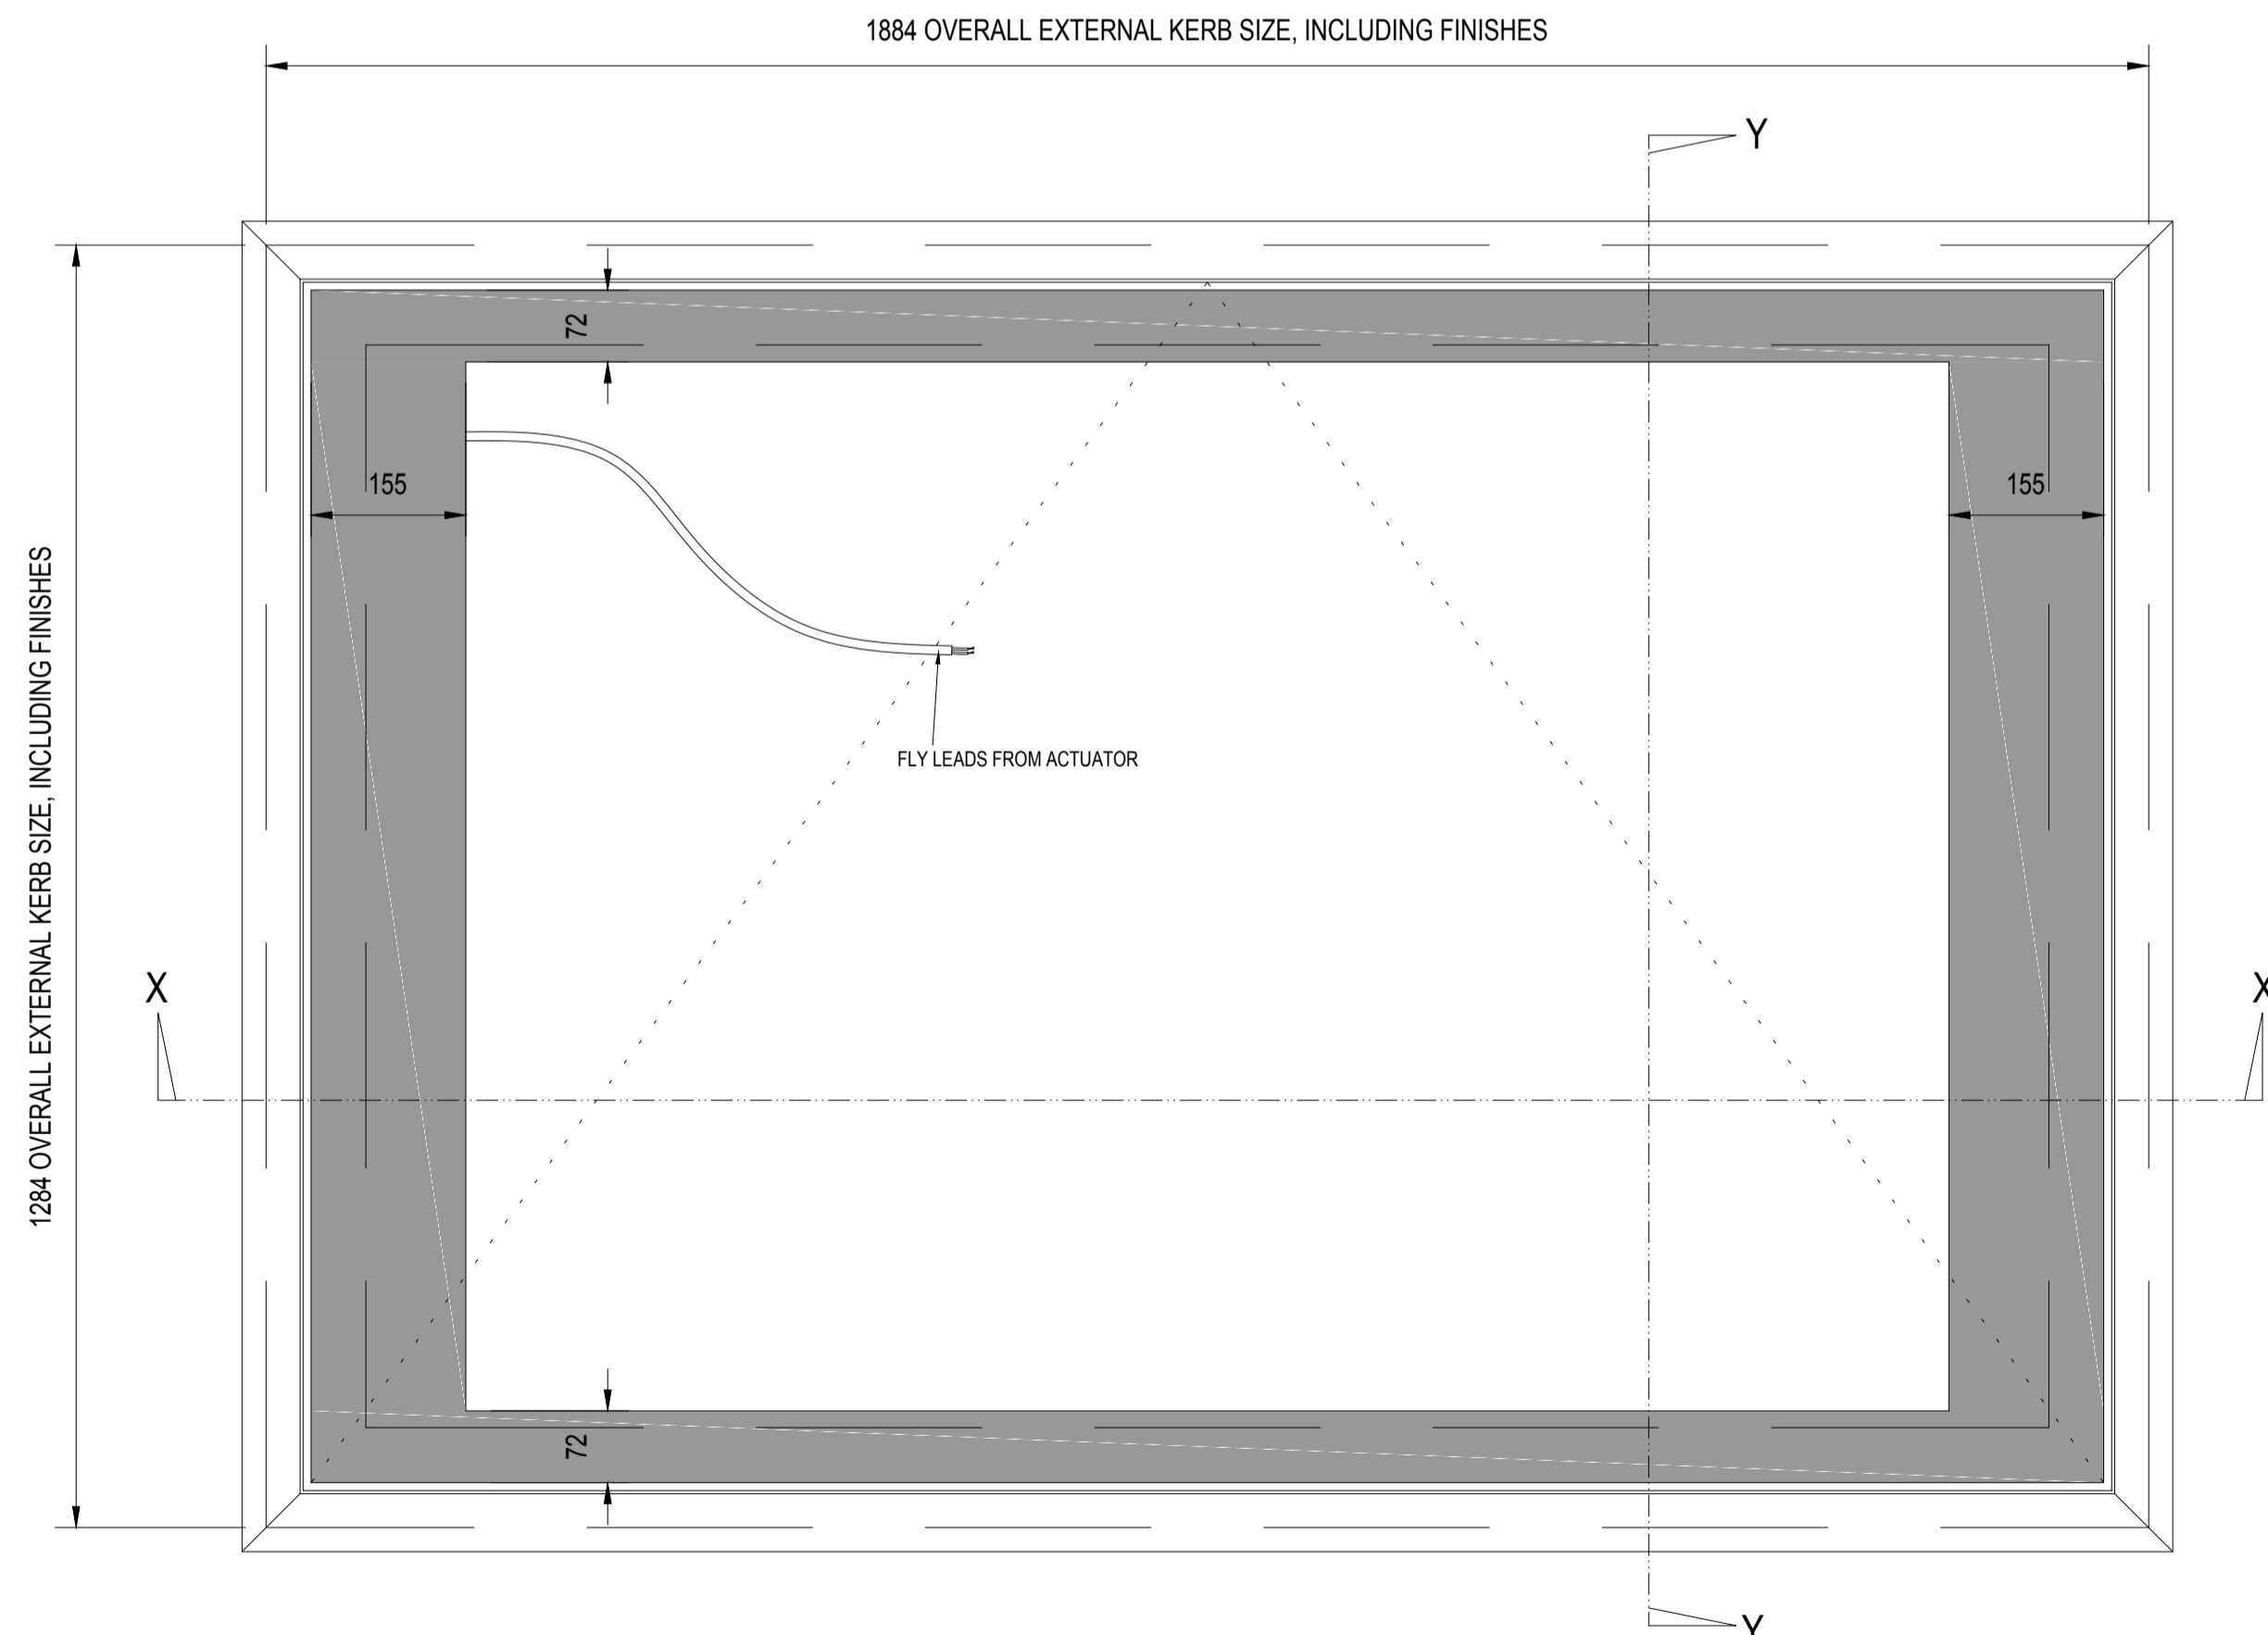 1884 OVERALL EXTERNAL KERB SIZE, INCLUDING FINISHES
Y
72
155
155
1284 OVERALL EXTERNAL KERB SIZE, INCLUDING FINISHES
FLY LEADS FROM ACTUATOR
X
X
72
Y